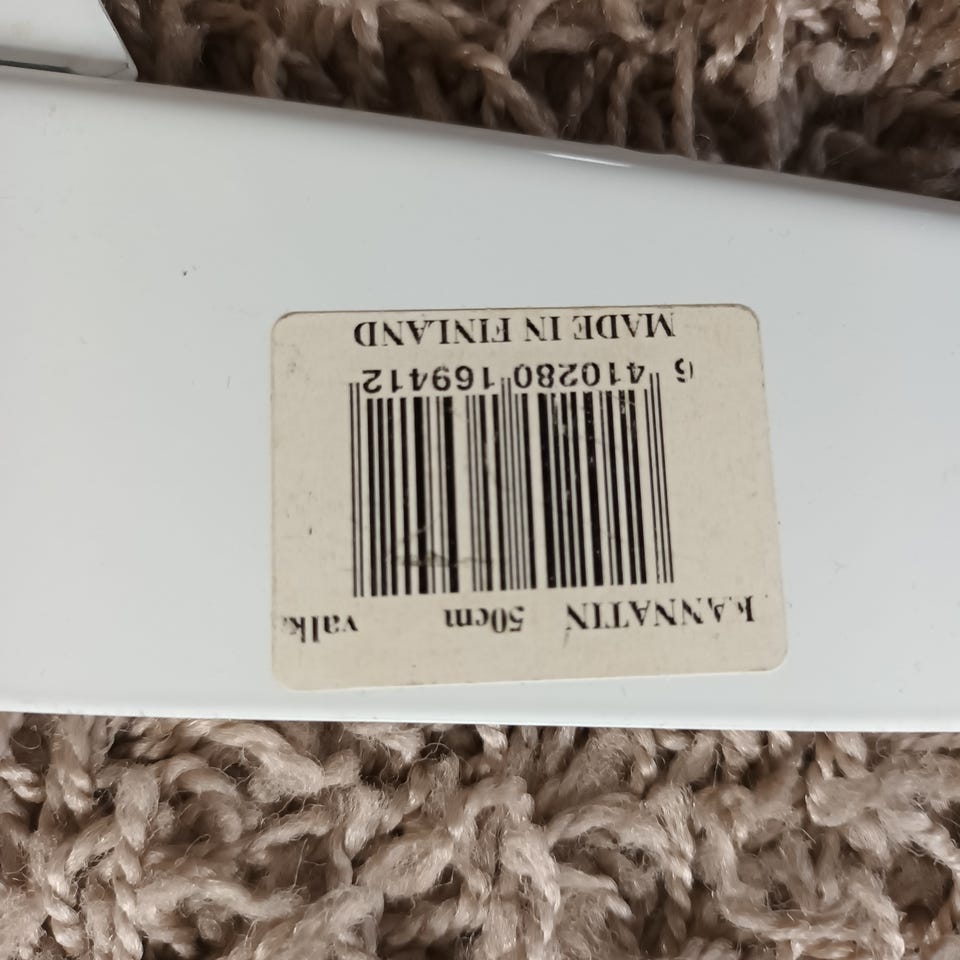 KANNATIN 50cm valk
6 410280 169412
MADE IN FINLAND